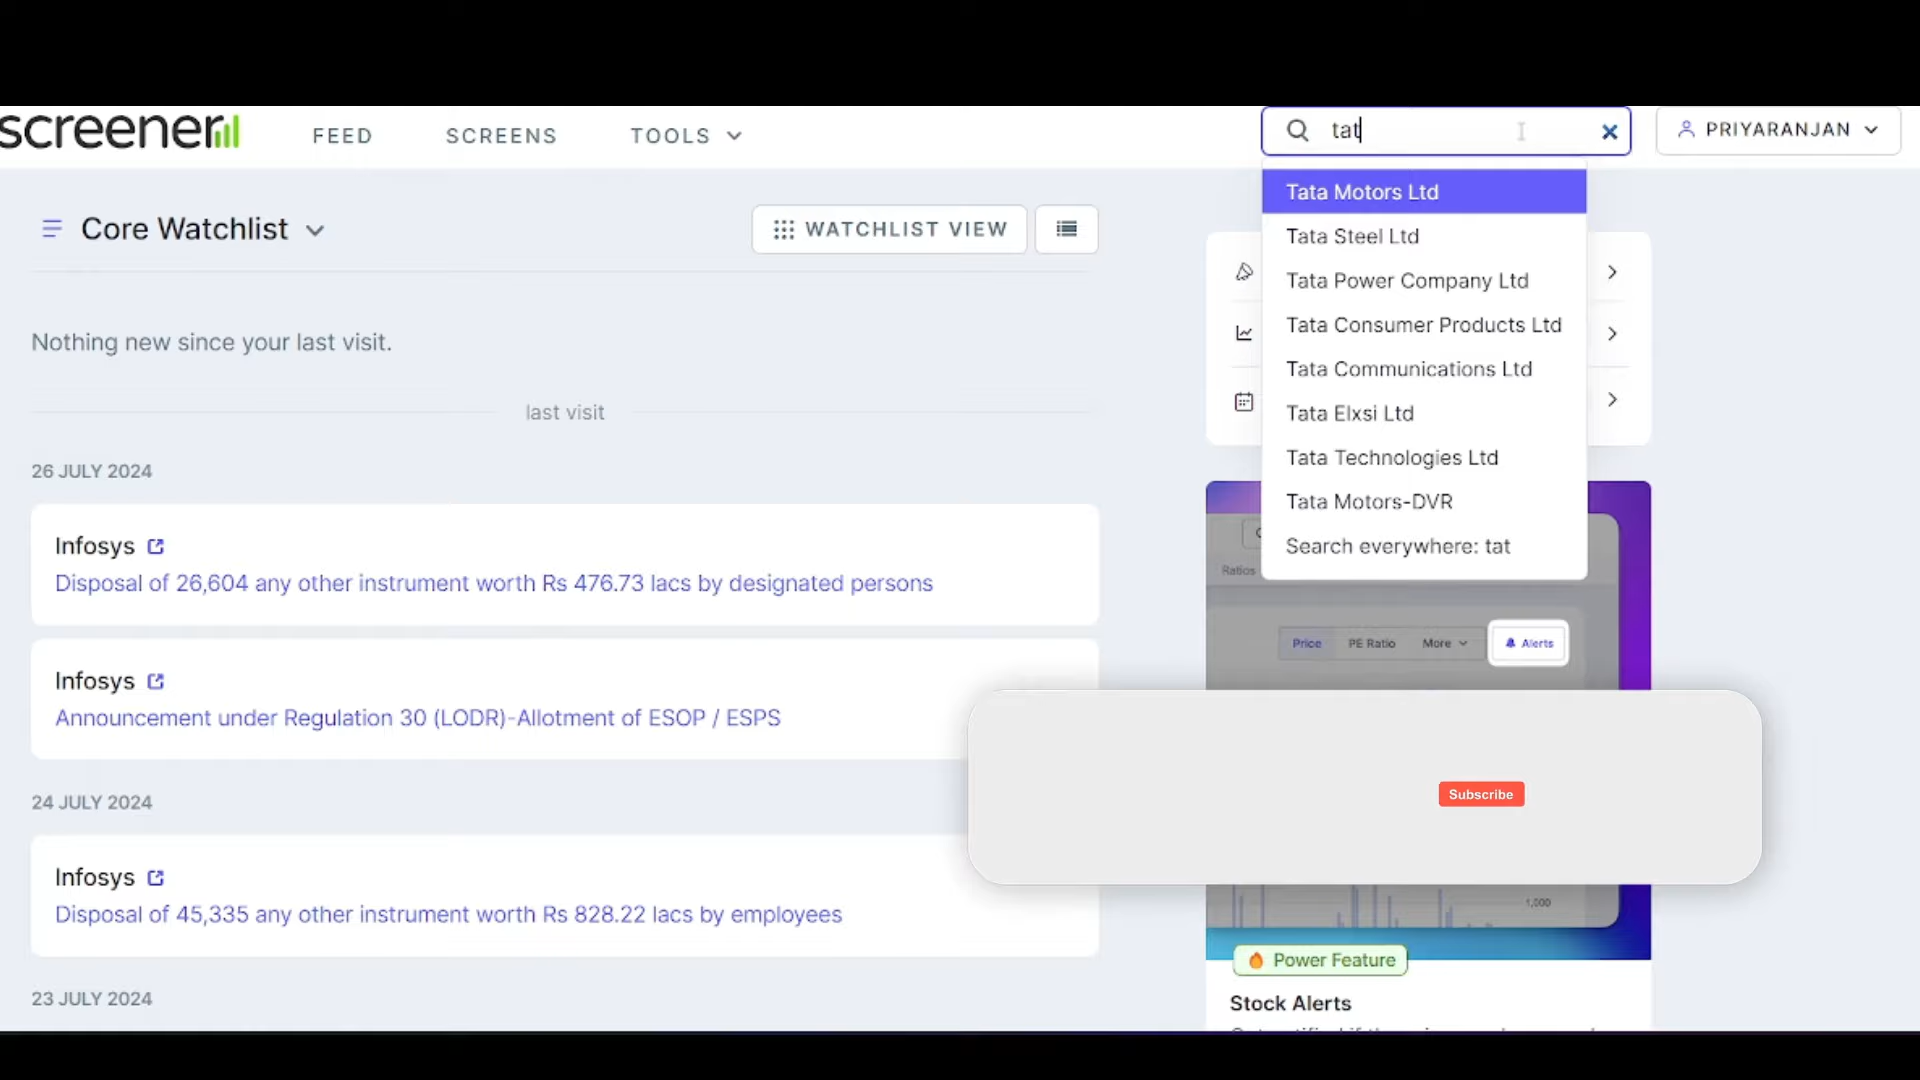 screener
FEED
SCREENS
TOOLS
tat
PRIYARANJAN
Tata Motors Ltd
Tata Steel Ltd
Tata Power Company Ltd
Tata Consumer Products Ltd
Tata Communications Ltd
Tata Elxsi Ltd
Tata Technologies Ltd
Tata Motors-DVR
Search everywhere: tat
Core Watchlist
WATCHLIST VIEW
Nothing new since your last visit.
last visit
26 JULY 2024
Infosys
Disposal of 26,604 any other instrument worth Rs 476.73 lacs by designated persons
Infosys
Announcement under Regulation 30 (LODR)-Allotment of ESOP / ESPS
24 JULY 2024
Infosys
Disposal of 45,335 any other instrument worth Rs 828.22 lacs by employees
23 JULY 2024
Ratios
Price
PE Ratio
More
Alerts
Subscribe
1,000
Power Feature
Stock Alerts